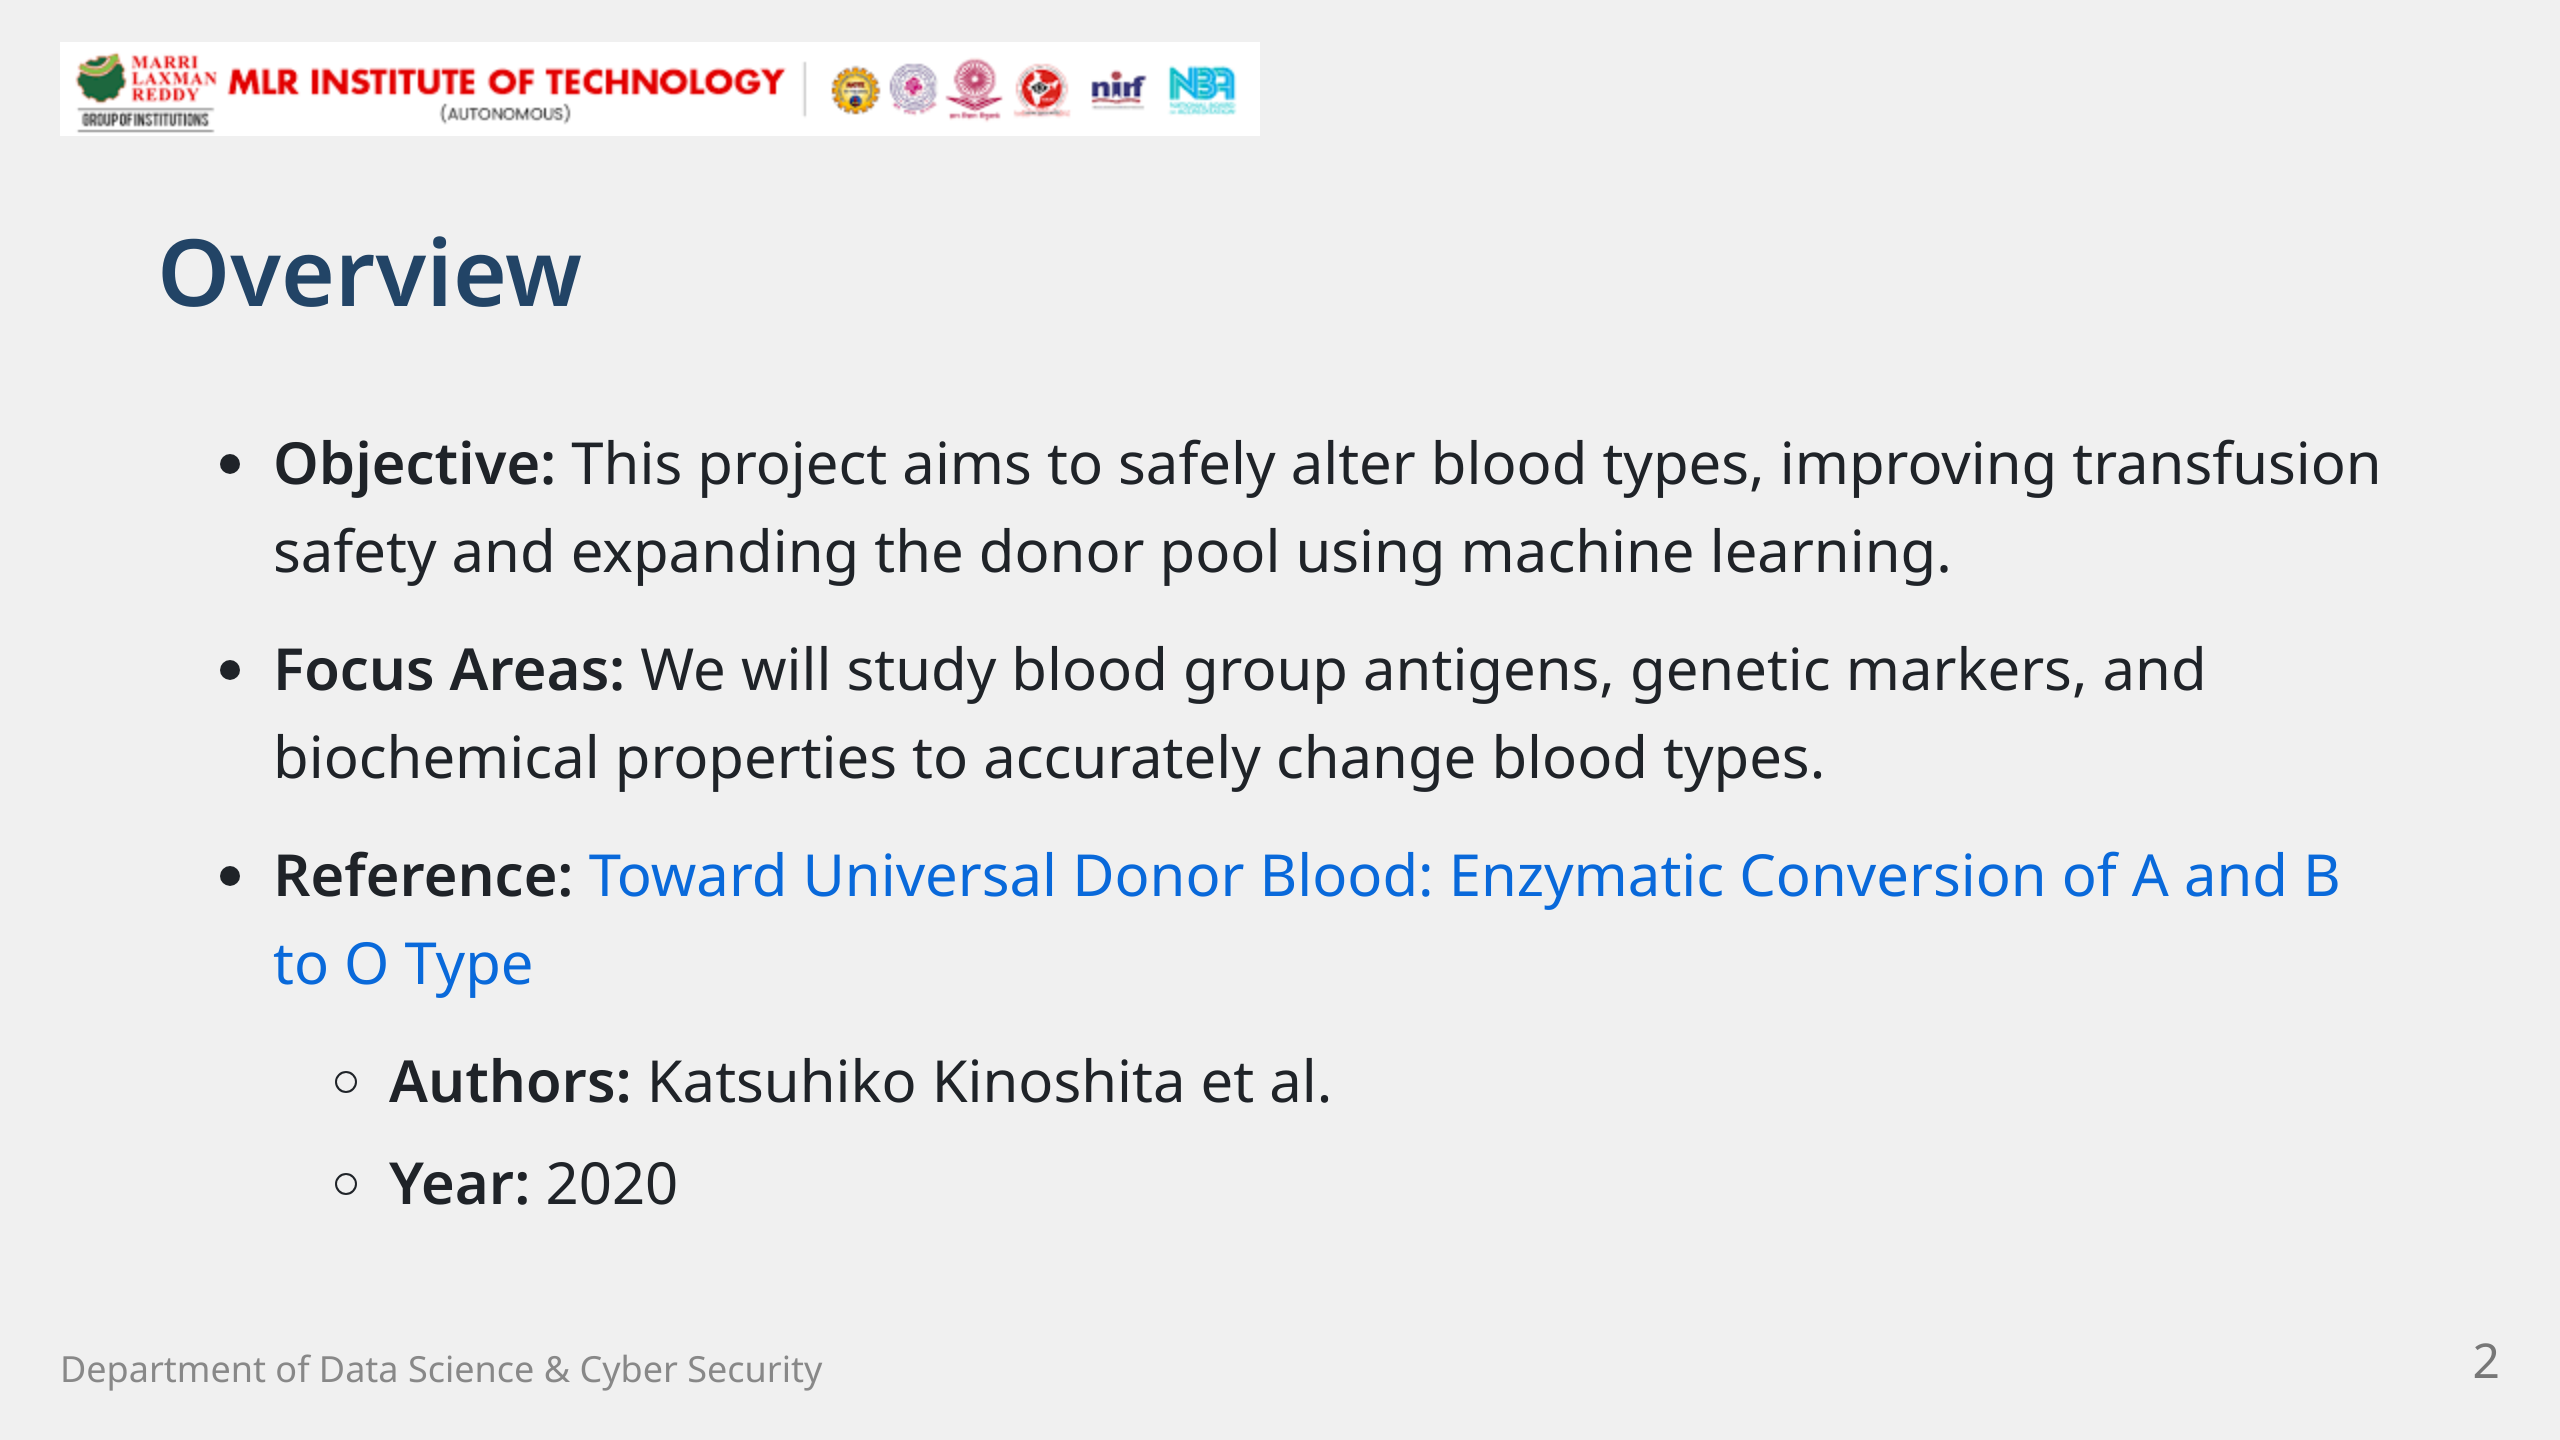 MARRI
LAXMAN
REDDY
GROUP OF INSTITUTIONS
MLR INSTITUTE OF TECHNOLOGY
(AUTONOMOUS)
nirf
NBA
NATIONAL BOARD
Overview
• Objective: This project aims to safely alter blood types, improving transfusion
safety and expanding the donor pool using machine learning.
• Focus Areas: We will study blood group antigens, genetic markers, and
biochemical properties to accurately change blood types.
• Reference: Toward Universal Donor Blood: Enzymatic Conversion of A and B
to O Type
○ Authors: Katsuhiko Kinoshita et al.
○ Year: 2020
Department of Data Science & Cyber Security
2